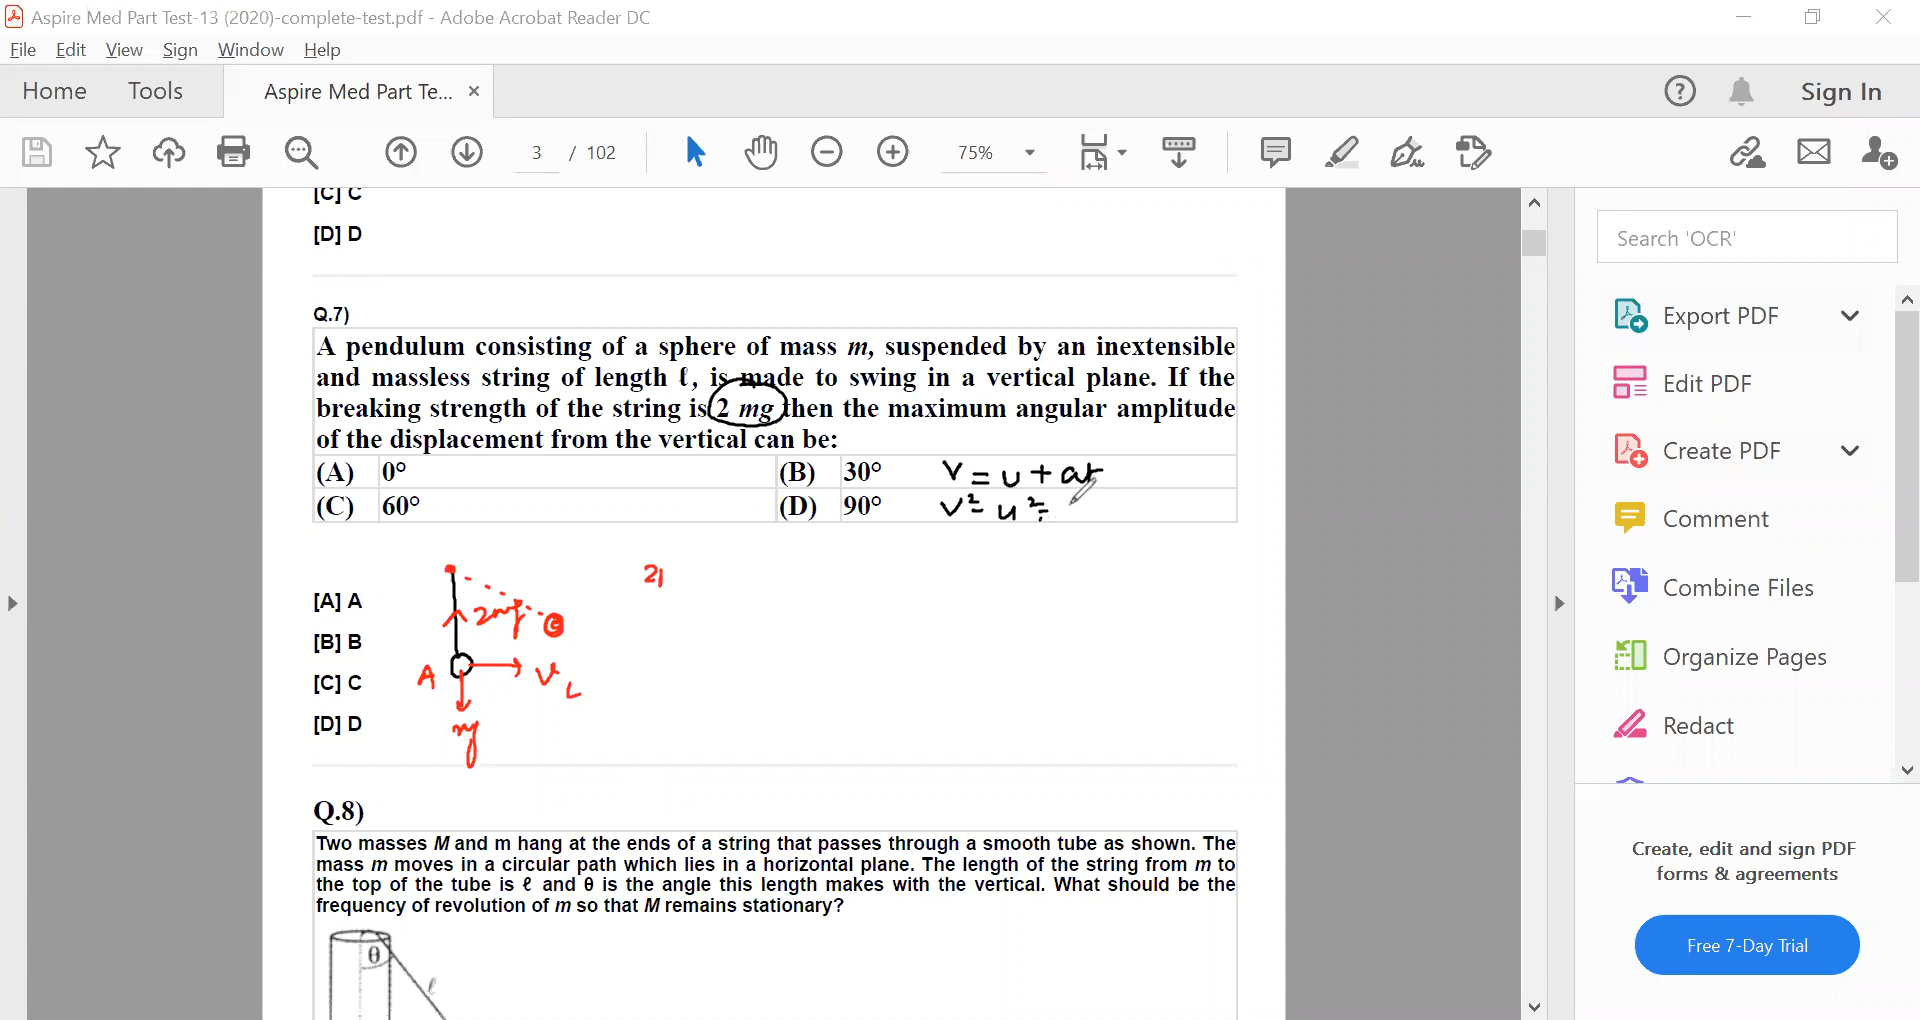 Aspire Med Part Test-13 (2020)-complete-test.pdf - Adobe Acrobat Reader DC
File Edit View Sign Window Help
Home Tools Aspire Med Part Te... × Sign In
3 / 102 75%
[C] C
[D] D
Q.7)
A pendulum consisting of a sphere of mass m, suspended by an inextensible
and massless string of length ℓ, is made to swing in a vertical plane. If the
breaking strength of the string is 2 mg then the maximum angular amplitude
of the displacement from the vertical can be:
(A) 0° (B) 30° v = u + at
(C) 60° (D) 90° v² = u² =
[A] A
[B] B
[C] C
[D] D
2mg
A
V
L
mg
Q.8)
Two masses M and m hang at the ends of a string that passes through a smooth tube as shown. The
mass m moves in a circular path which lies in a horizontal plane. The length of the string from m to
the top of the tube is ℓ and θ is the angle this length makes with the vertical. What should be the
frequency of revolution of m so that M remains stationary?
θ
ℓ
Search 'OCR'
Export PDF
Edit PDF
Create PDF
Comment
Combine Files
Organize Pages
Redact
Create, edit and sign PDF
forms & agreements
Free 7-Day Trial